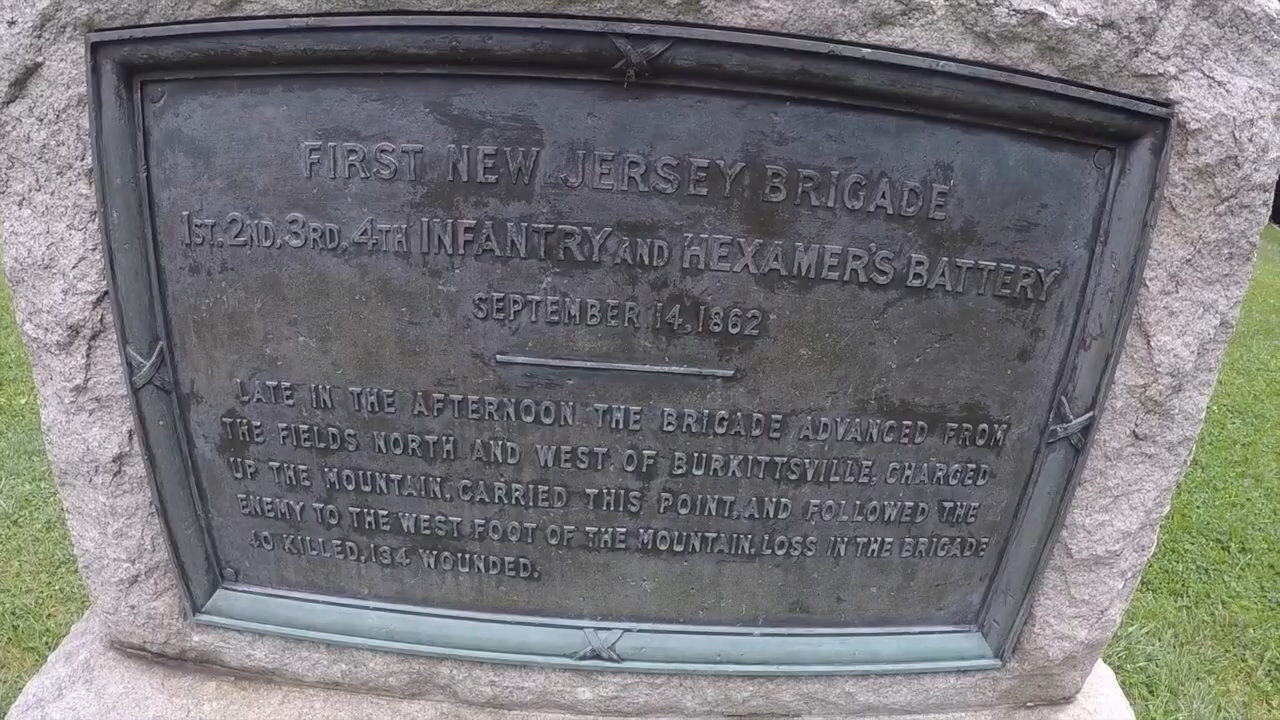 FIRST NEW JERSEY BRIGADE
1ST. 2ND. 3RD. 4TH INFANTRY AND HEXAMER'S BATTERY
SEPTEMBER 14, 1862
LATE IN THE AFTERNOON THE BRIGADE ADVANCED FROM
THE FIELDS NORTH AND WEST OF BURKITTSVILLE, CHARGED
UP THE MOUNTAIN, CARRIED THIS POINT, AND FOLLOWED THE
ENEMY TO THE WEST FOOT OF THE MOUNTAIN. LOSS IN THE BRIGADE
40 KILLED, 134 WOUNDED.